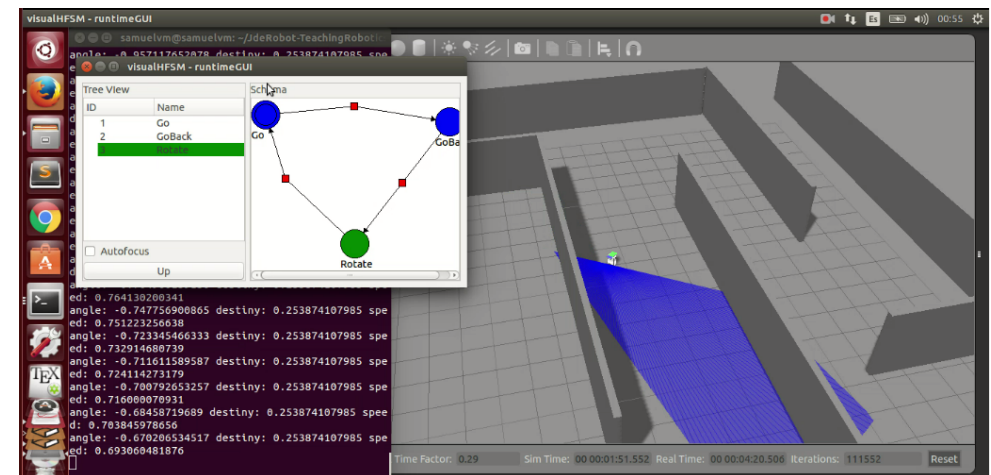 visualHFSM - runtimeGUI
Es
00:55
samuelvm@samuelvm: ~/JdeRobot-TeachingRobotic
angle: -0.957117652078 destiny: 0.253874107985 spe
visualHFSM - runtimeGUI
Tree View
ID Name
1 Go
2 GoBack
3 Rotate
Autofocus
Up
Schema
Go
GoBa
Rotate
ed: 0.764130200341
angle: -0.747756900865 destiny: 0.253874107985 spe
ed: 0.751223256638
angle: -0.723345466333 destiny: 0.253874107985 spe
ed: 0.732914680739
angle: -0.711611589587 destiny: 0.253874107985 spe
ed: 0.724114273179
angle: -0.700792653257 destiny: 0.253874107985 spe
ed: 0.716000070931
angle: -0.68458719689 destiny: 0.253874107985 spee
d: 0.703845978656
angle: -0.670206534517 destiny: 0.253874107985 spe
ed: 0.693060481876
TEX
Time Factor: 0.29 Sim Time: 00 00:01:51.552 Real Time: 00 00:04:20.506 Iterations: 111552 Reset